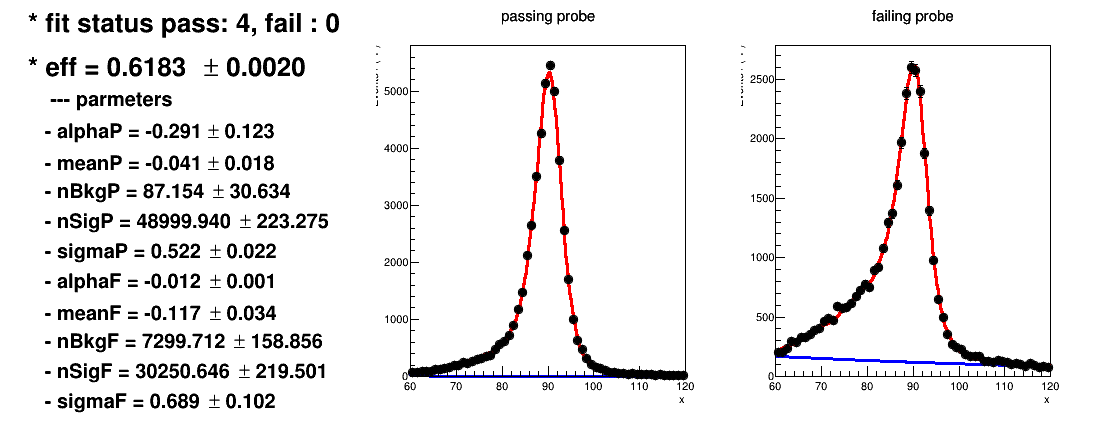 * fit status pass: 4, fail : 0
* eff = 0.6183 ± 0.0020
--- parmeters
- alphaP = -0.291 ± 0.123
- meanP = -0.041 ± 0.018
- nBkgP = 87.154 ± 30.634
- nSigP = 48999.940 ± 223.275
- sigmaP = 0.522 ± 0.022
- alphaF = -0.012 ± 0.001
- meanF = -0.117 ± 0.034
- nBkgF = 7299.712 ± 158.856
- nSigF = 30250.646 ± 219.501
- sigmaF = 0.689 ± 0.102
passing probe
5000
4000
3000
2000
1000
0
60 70 80 90 100 110 120
x
failing probe
2500
2000
1500
1000
500
0
60 70 80 90 100 110 120
x